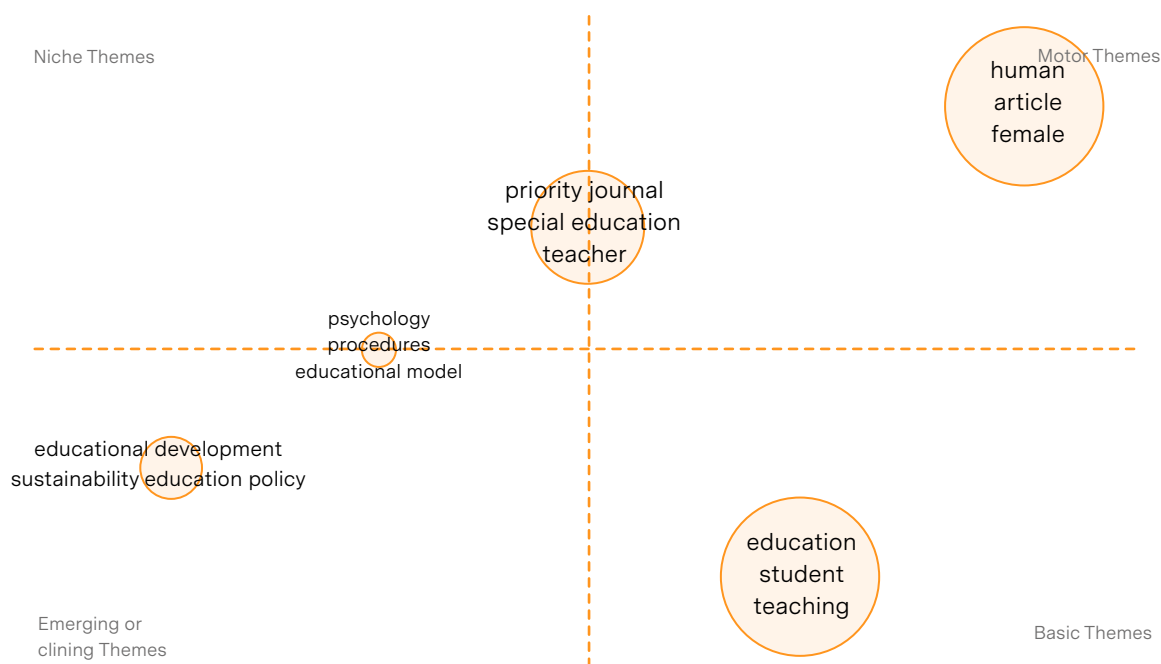 Niche Themes
Motor Themes
human
article
female
priority journal
special education
teacher
psychology
procedures
educational model
educational development
sustainability education policy
education
student
teaching
Emerging or
clining Themes
Basic Themes